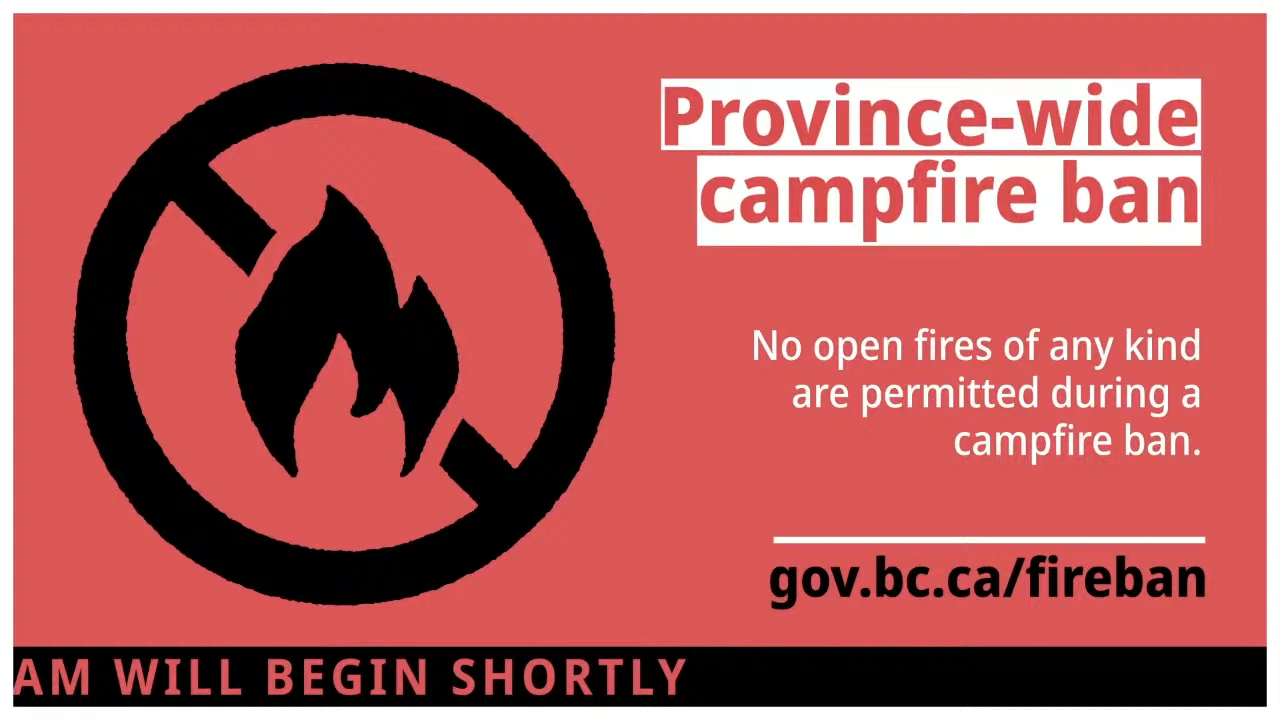 Province-wide
campfire ban
No open fires of any kind
are permitted during a
campfire ban.
gov.bc.ca/fireban
AM WILL BEGIN SHORTLY